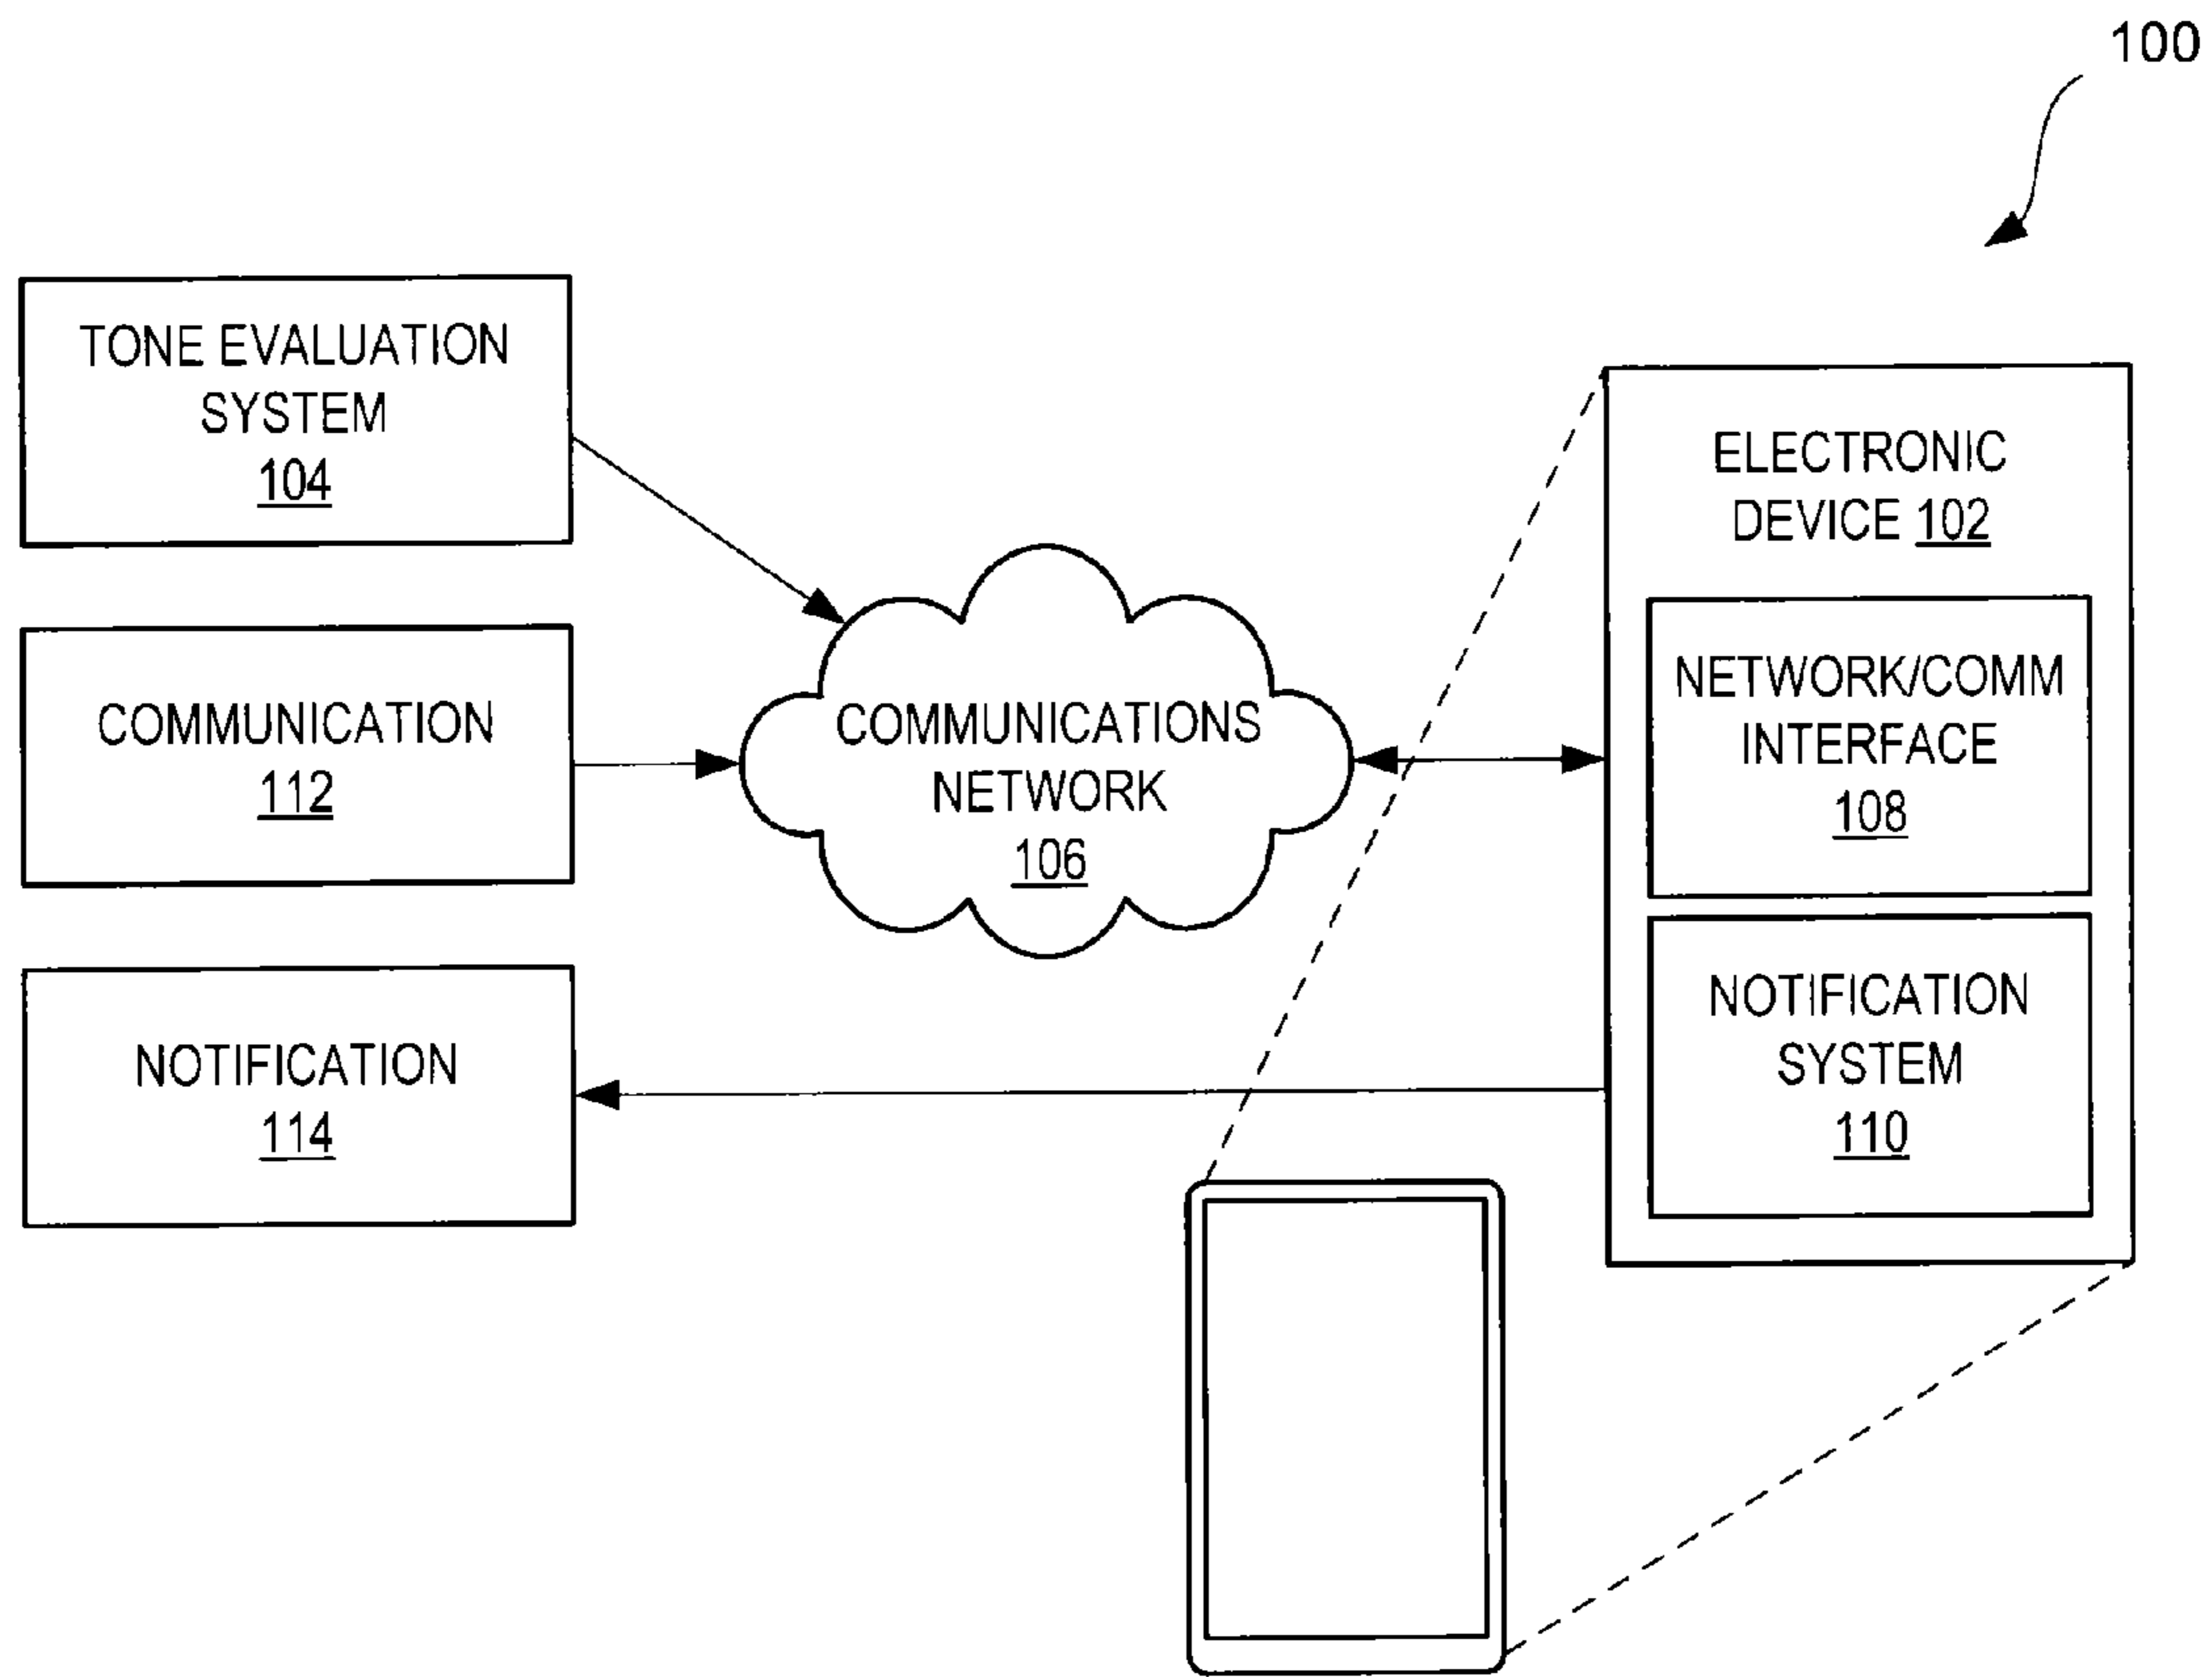 100
TONE EVALUATION
SYSTEM
104
COMMUNICATION
112
NOTIFICATION
114
COMMUNICATIONS
NETWORK
106
ELECTRONIC
DEVICE 102
NETWORK/COMM
INTERFACE
108
NOTIFICATION
SYSTEM
110